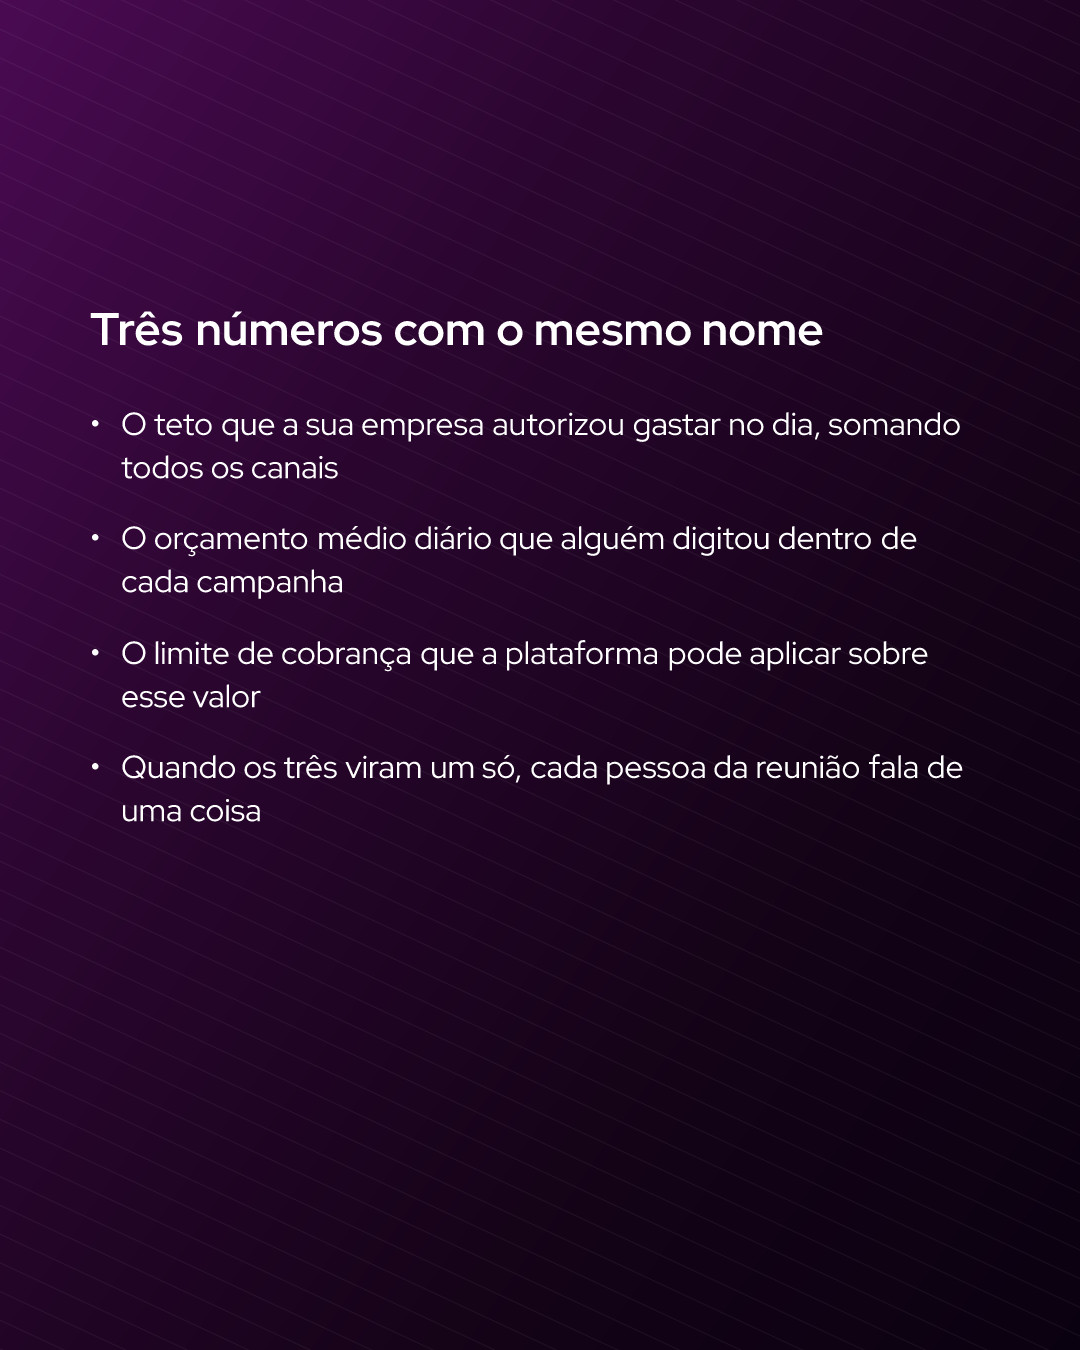 Três números com o mesmo nome
• O teto que a sua empresa autorizou gastar no dia, somando
todos os canais
• O orçamento médio diário que alguém digitou dentro de
cada campanha
• O limite de cobrança que a plataforma pode aplicar sobre
esse valor
• Quando os três viram um só, cada pessoa da reunião fala de
uma coisa